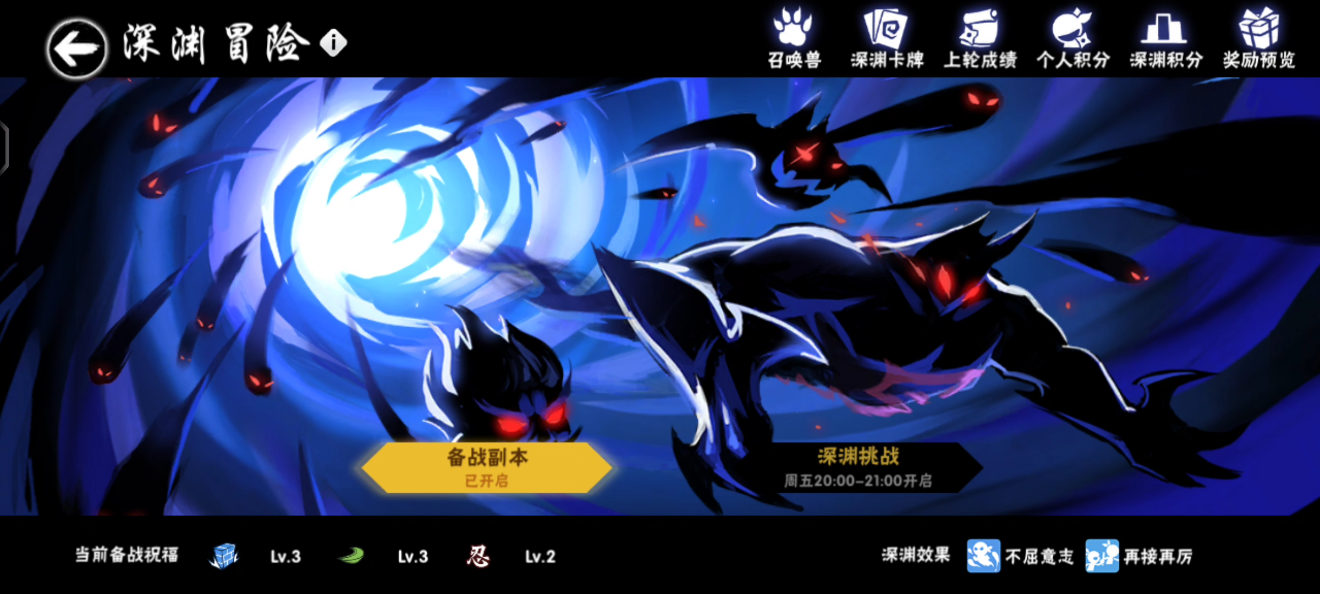 深渊冒险
召唤兽 深渊卡牌 上轮成绩 个人积分 深渊积分 奖励预览
备战副本
已开启
深渊挑战
周五20:00-21:00开启
当前备战祝福 Lv.3 Lv.3 忍 Lv.2
深渊效果 不屈意志 再接再厉